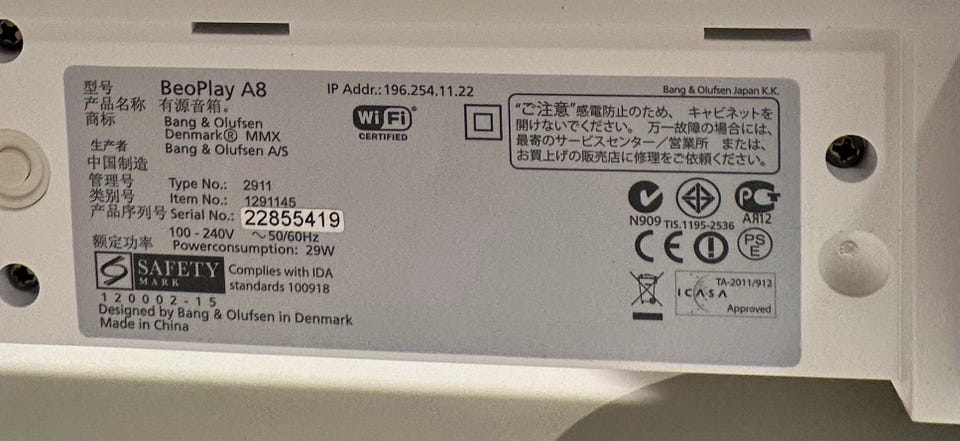 型号 BeoPlay A8 IP Addr.:196.254.11.22 Bang & Olufsen Japan K.K.
产品名称 有源音箱。
商标 Bang & Olufsen
Denmark® MMX
生产者 Bang & Olufsen A/S
中国制造
WiFi
CERTIFIED
"ご注意"感電防止のため、 キャビネットを
開けないでください。 万一故障の場合には、
最寄のサービスセンター/営業所 または、
お買上げの販売店に修理をご依頼ください。
管理号 Type No.: 2911
类别号 Item No.: 1291145
产品序列号 Serial No.: 22855419
100 - 240V ~50/60Hz
额定功率 Powerconsumption: 29W
N909 TIS.1195-2536 АЯ12
CE PSE
SAFETY
MARK
Complies with IDA
standards 100918
120002-15
Designed by Bang & Olufsen in Denmark
Made in China
TA-2011/912
ICASA
Approved